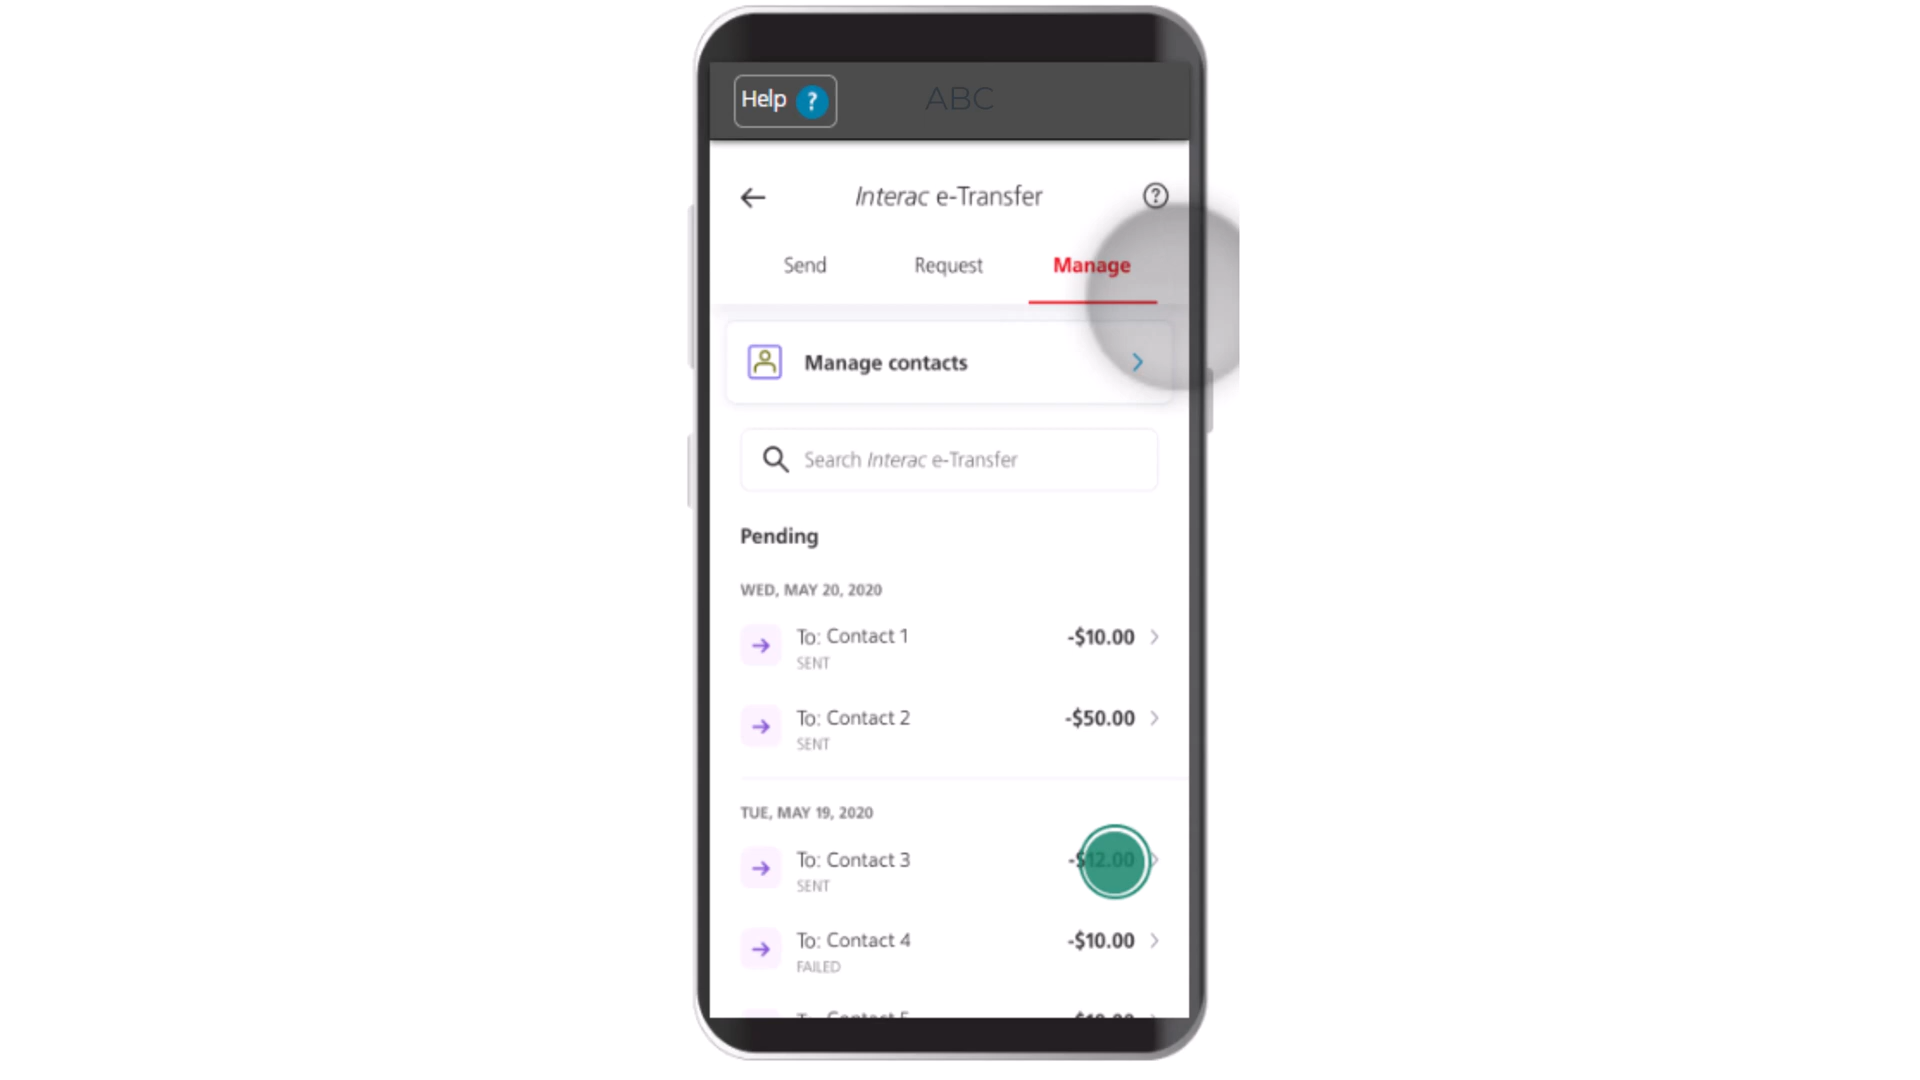 Help ?
ABC
Interac e-Transfer
?
Send Request Manage
Manage contacts
Search Interac e-Transfer
Pending
WED, MAY 20, 2020
To: Contact 1 -$10.00
SENT
To: Contact 2 -$50.00
SENT
TUE, MAY 19, 2020
To: Contact 3 -$12.00
SENT
To: Contact 4 -$10.00
FAILED